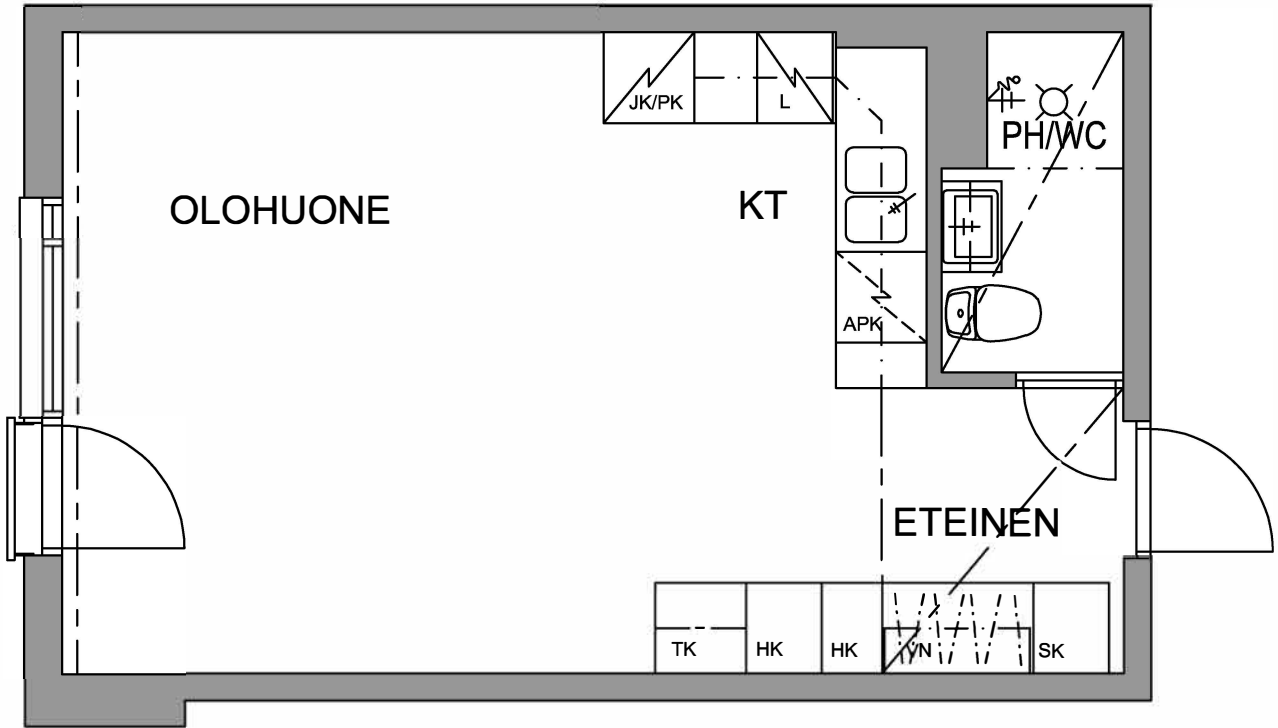 JK/PK
L
PH/WC
OLOHUONE
KT
APK
ETEINEN
TK
HK
HK
VN
SK